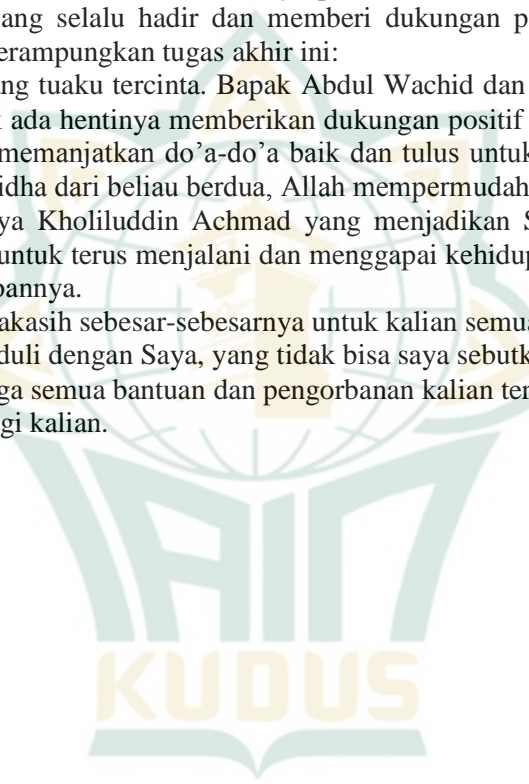 ang selalu hadir dan memberi dukungan p
erampungkan tugas akhir ini:
ng tuaku tercinta. Bapak Abdul Wachid dan
ada hentinya memberikan dukungan positif
memanjatkan do’a-do’a baik dan tulus untuk
idha dari beliau berdua, Allah mempermudah
ya Kholiluddin Achmad yang menjadikan S
untuk terus menjalani dan menggapai kehidup
pannya.
akasih sebesar-sebesarnya untuk kalian semua
duli dengan Saya, yang tidak bisa saya sebutk
ga semua bantuan dan pengorbanan kalian ter
gi kalian.
IAIN
KUDUS